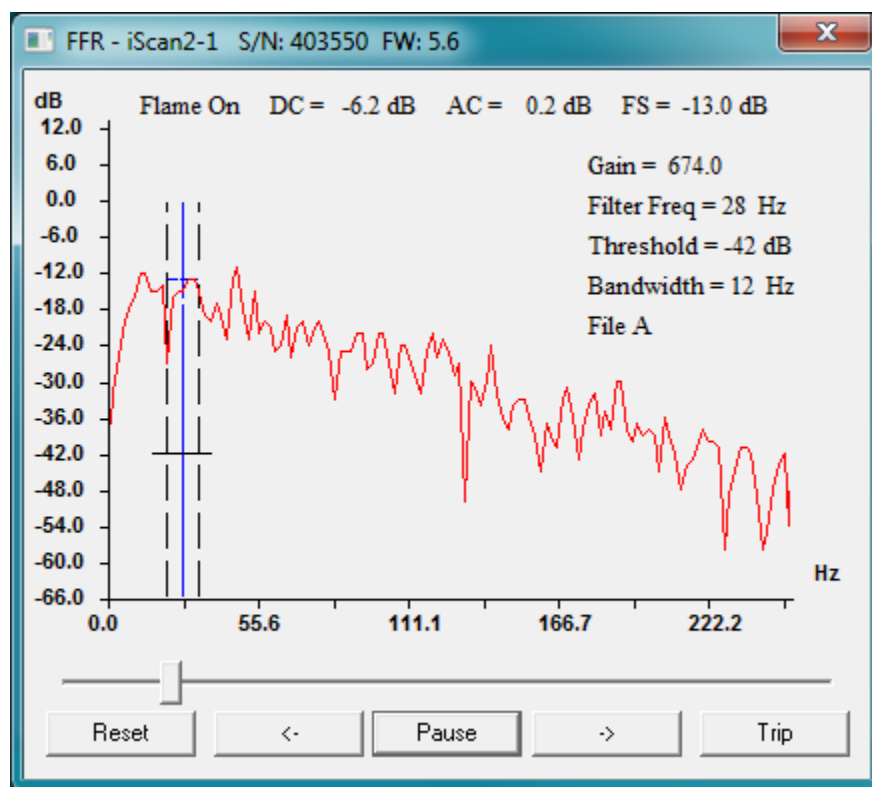 FFR - iScan2-1 S/N: 403550 FW: 5.6
dB Flame On DC = -6.2 dB AC = 0.2 dB FS = -13.0 dB
12.0
6.0
0.0
-6.0
-12.0
-18.0
-24.0
-30.0
-36.0
-42.0
-48.0
-54.0
-60.0
-66.0
Gain = 674.0
Filter Freq = 28 Hz
Threshold = -42 dB
Bandwidth = 12 Hz
File A
Hz
0.0 55.6 111.1 166.7 222.2
Reset <- Pause -> Trip